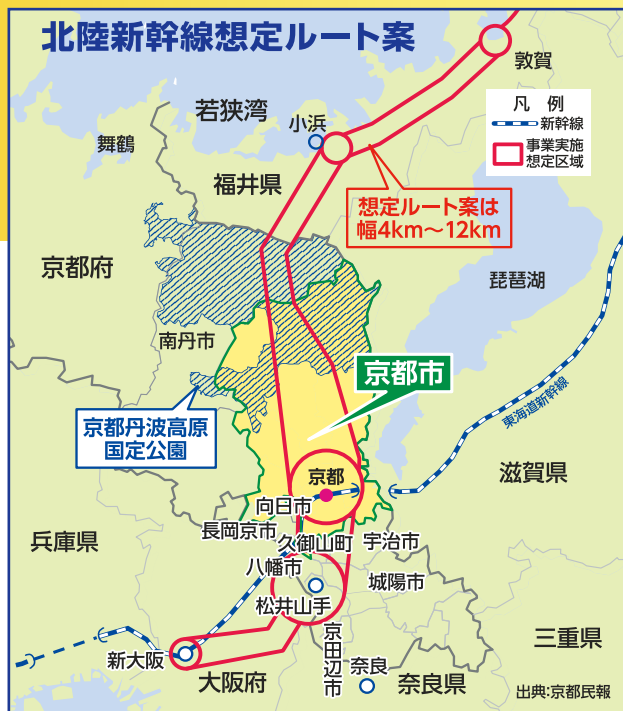 北陸新幹線想定ルート案
敦賀
凡 例
新幹線
事業実施
想定区域
若狭湾
小浜
舞鶴
福井県
想定ルート案は
幅4km～12km
京都府
琵琶湖
南丹市
京都市
東海道新幹線
京都丹波高原
国定公園
滋賀県
京都
向日市
長岡京市
久御山町
宇治市
兵庫県
八幡市
城陽市
松井山手
京田辺市
三重県
新大阪
大阪府
奈良
奈良県
出典:京都民報